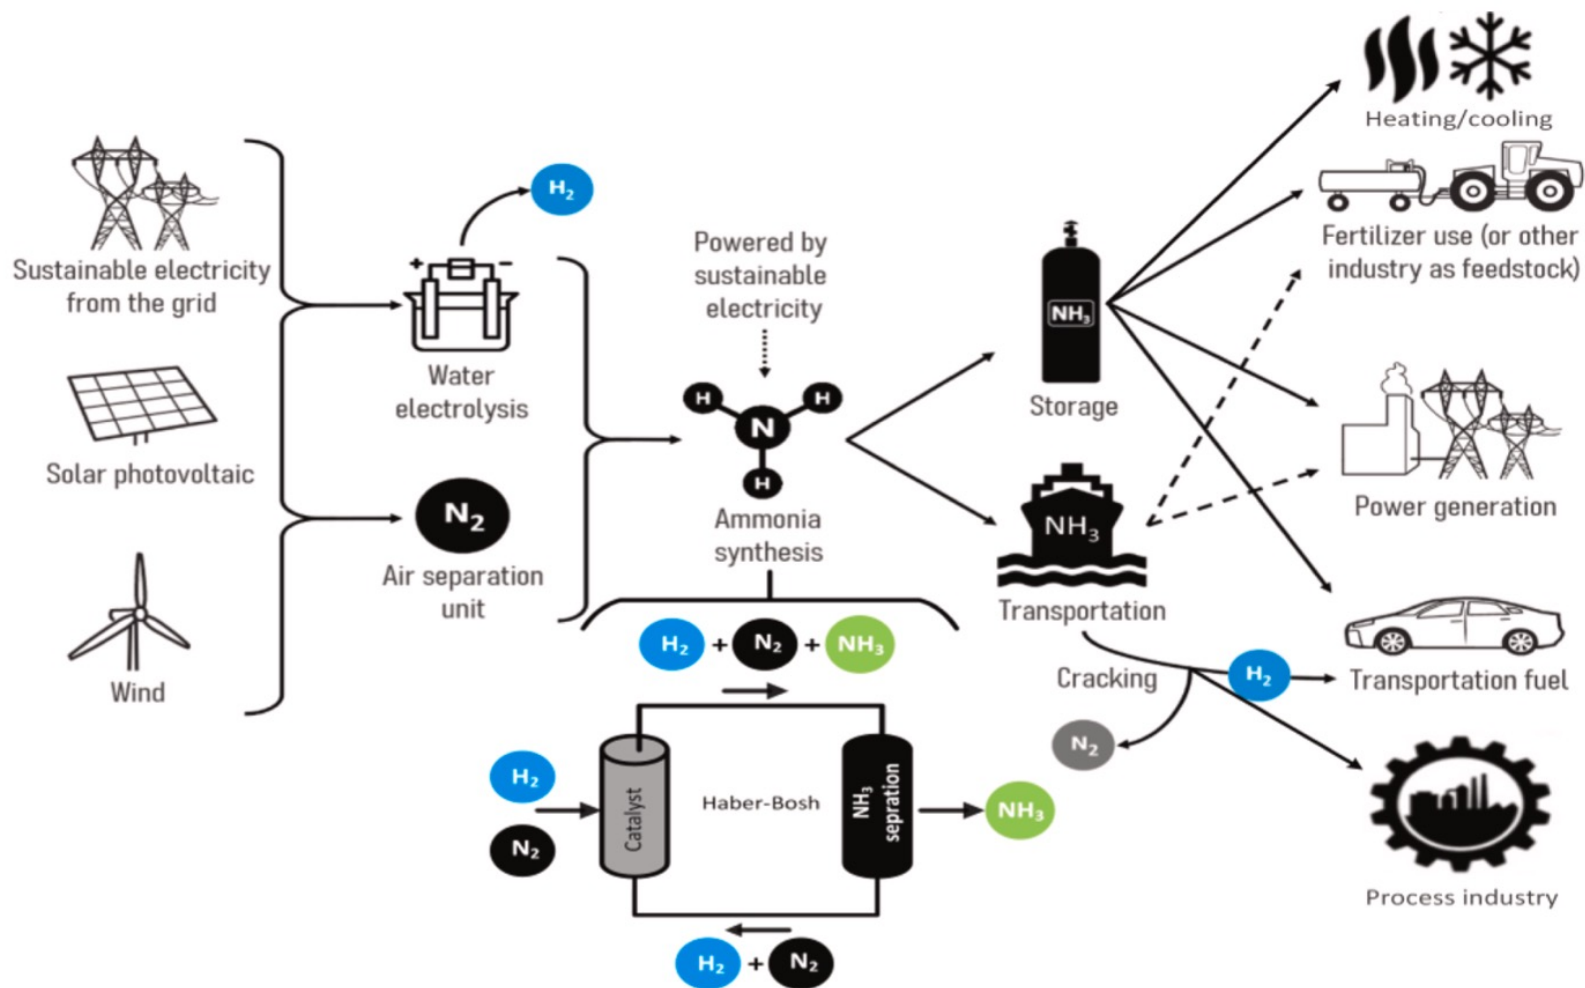 Heating/cooling
Sustainable electricity
from the grid
H₂
+ −
Water
electrolysis
Powered by
sustainable
electricity
H H
N
H
Ammonia
synthesis
NH₃
Storage
Fertilizer use (or other
industry as feedstock)
Solar photovoltaic
N₂
Air separation
unit
NH₃
Transportation
Power generation
Wind
H₂ + N₂ + NH₃
Cracking
H₂
Transportation fuel
N₂
H₂
N₂
Catalyst
Haber-Bosh
NH₃
sepration
NH₃
Process industry
H₂ + N₂